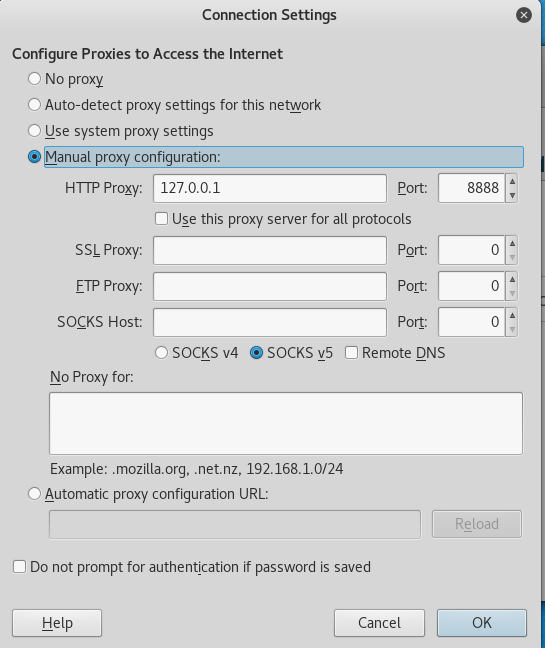 Connection Settings
Configure Proxies to Access the Internet
No proxy
Auto-detect proxy settings for this network
Use system proxy settings
Manual proxy configuration:
HTTP Proxy: 127.0.0.1 Port: 8888
Use this proxy server for all protocols
SSL Proxy: Port: 0
FTP Proxy: Port: 0
SOCKS Host: Port: 0
SOCKS v4 SOCKS v5 Remote DNS
No Proxy for:
Example: .mozilla.org, .net.nz, 192.168.1.0/24
Automatic proxy configuration URL:
Reload
Do not prompt for authentication if password is saved
Help Cancel OK